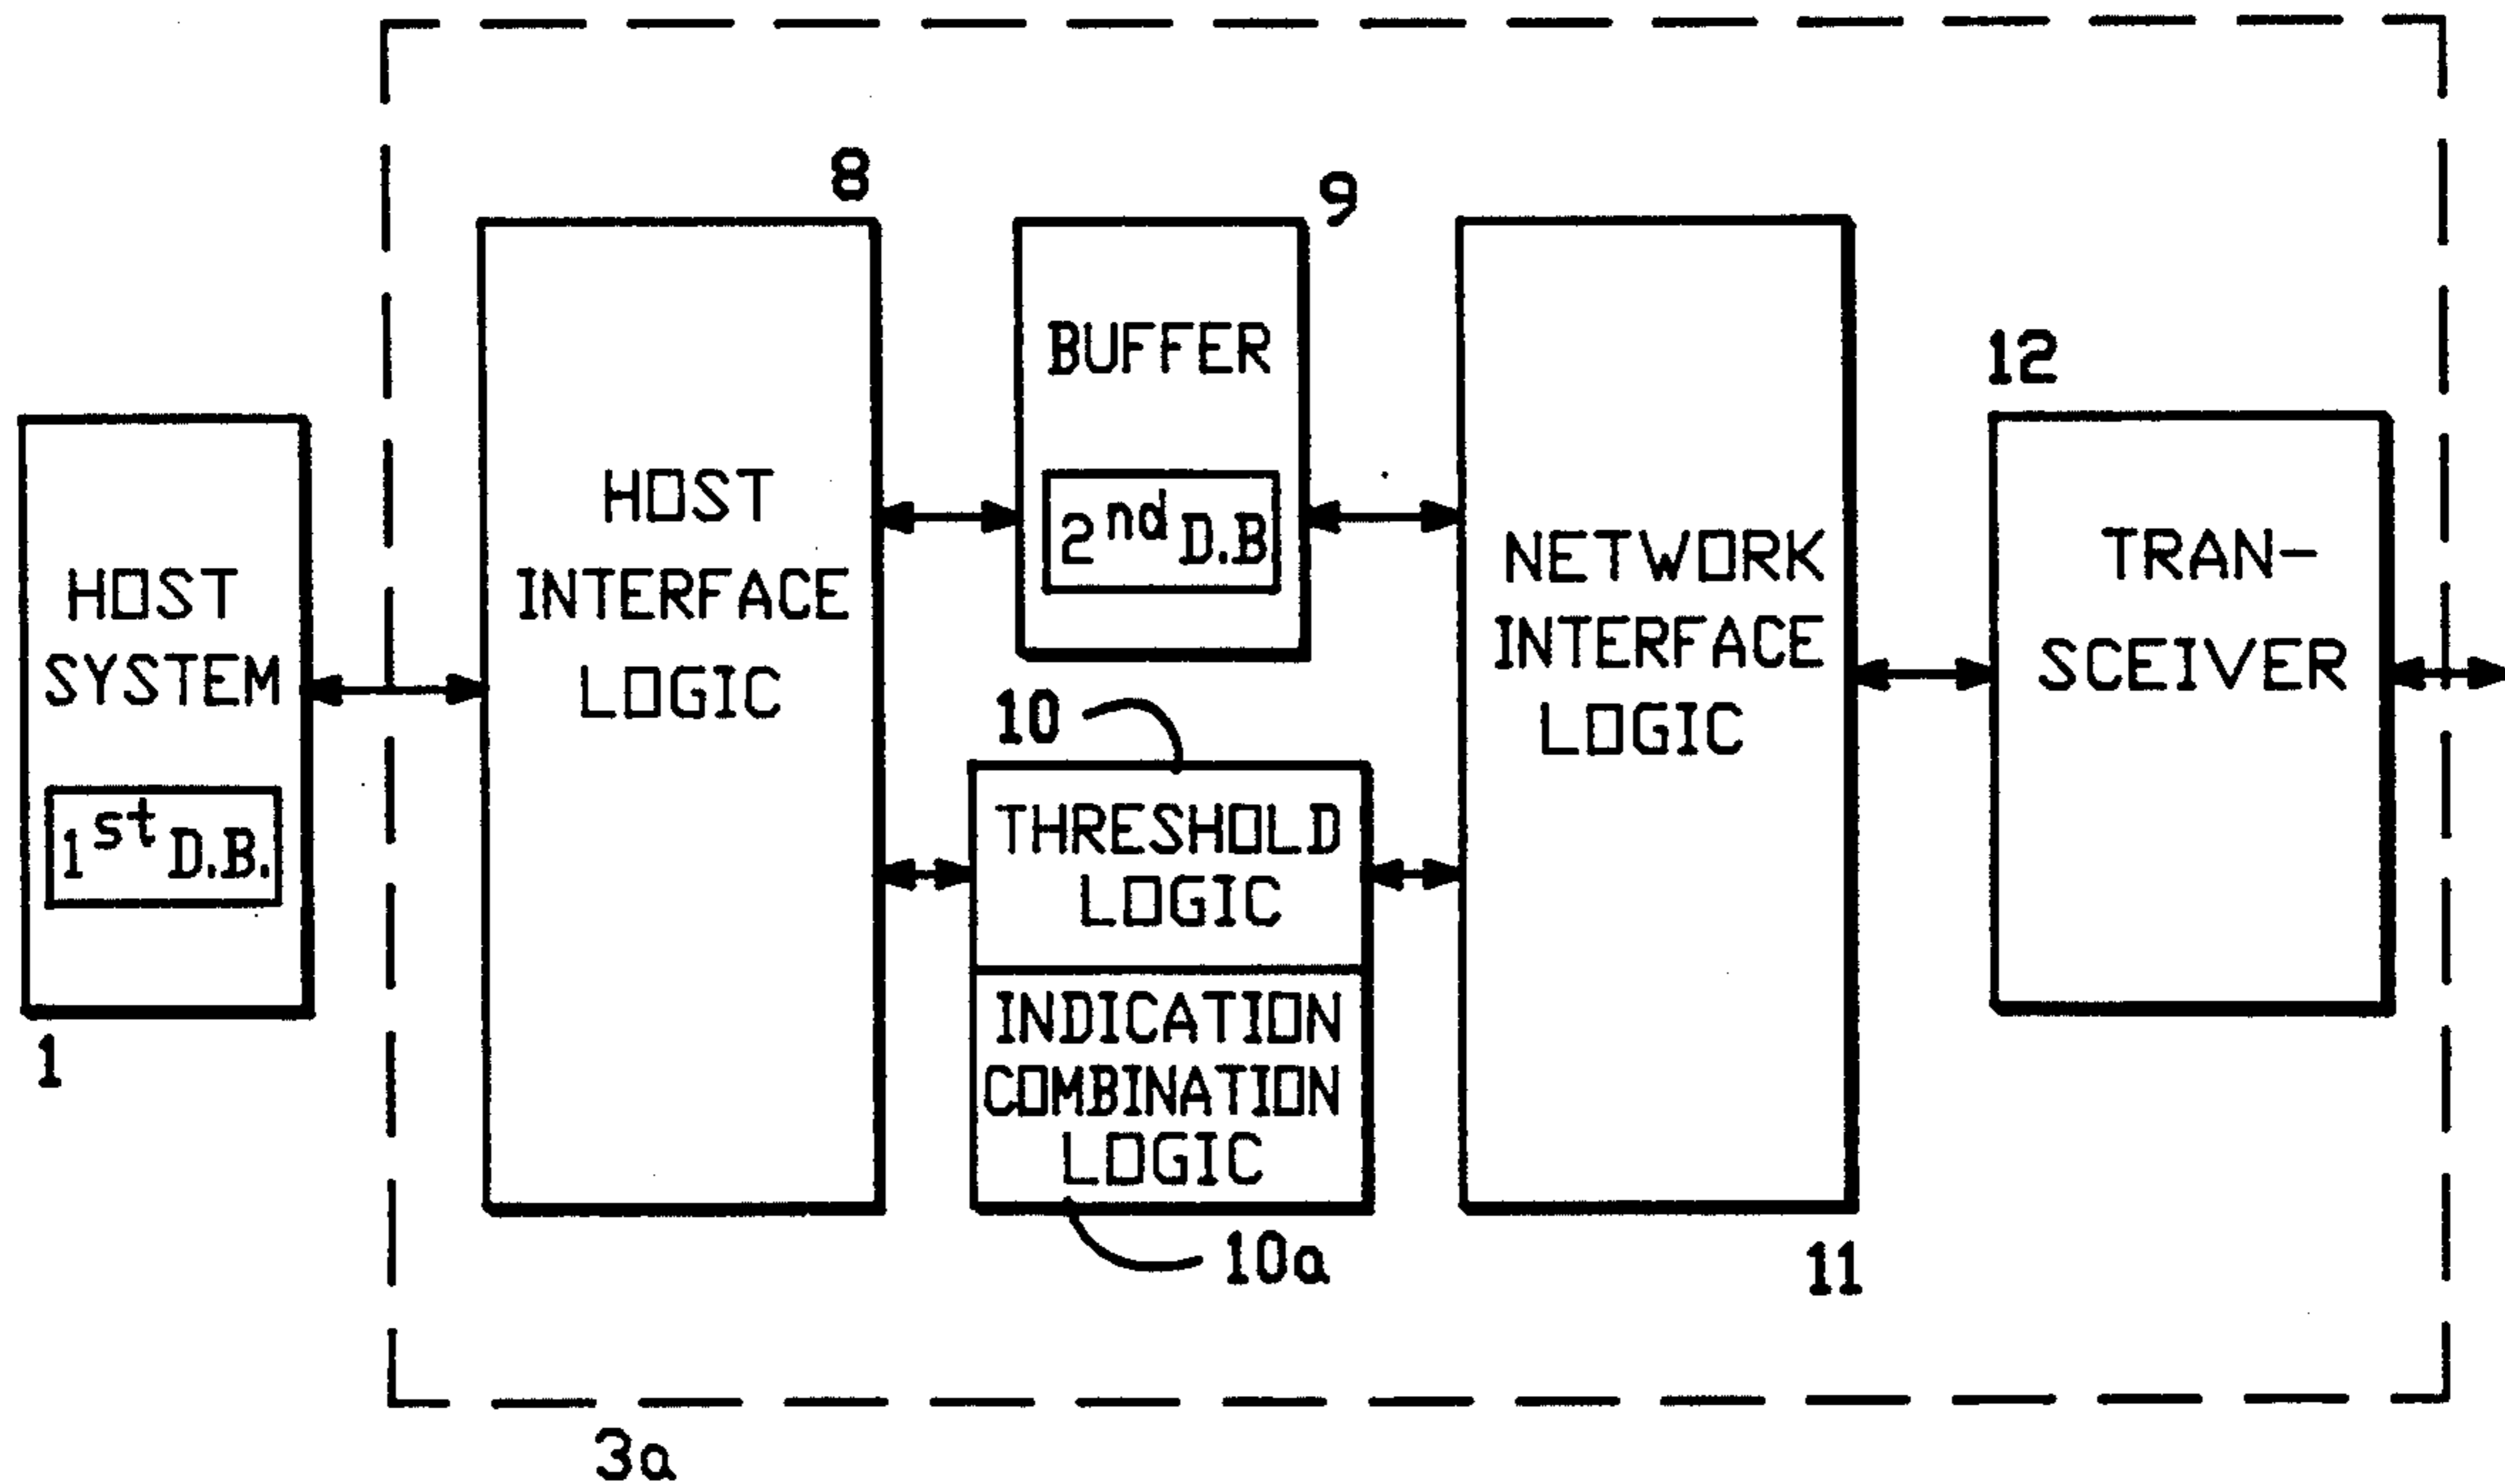 HOST
SYSTEM
1st D.B.
1
8
HOST
INTERFACE
LOGIC
9
BUFFER
2nd D.B
10
THRESHOLD
LOGIC
INDICATION
COMBINATION
LOGIC
10a
NETWORK
INTERFACE
LOGIC
11
12
TRAN-
SCEIVER
3a